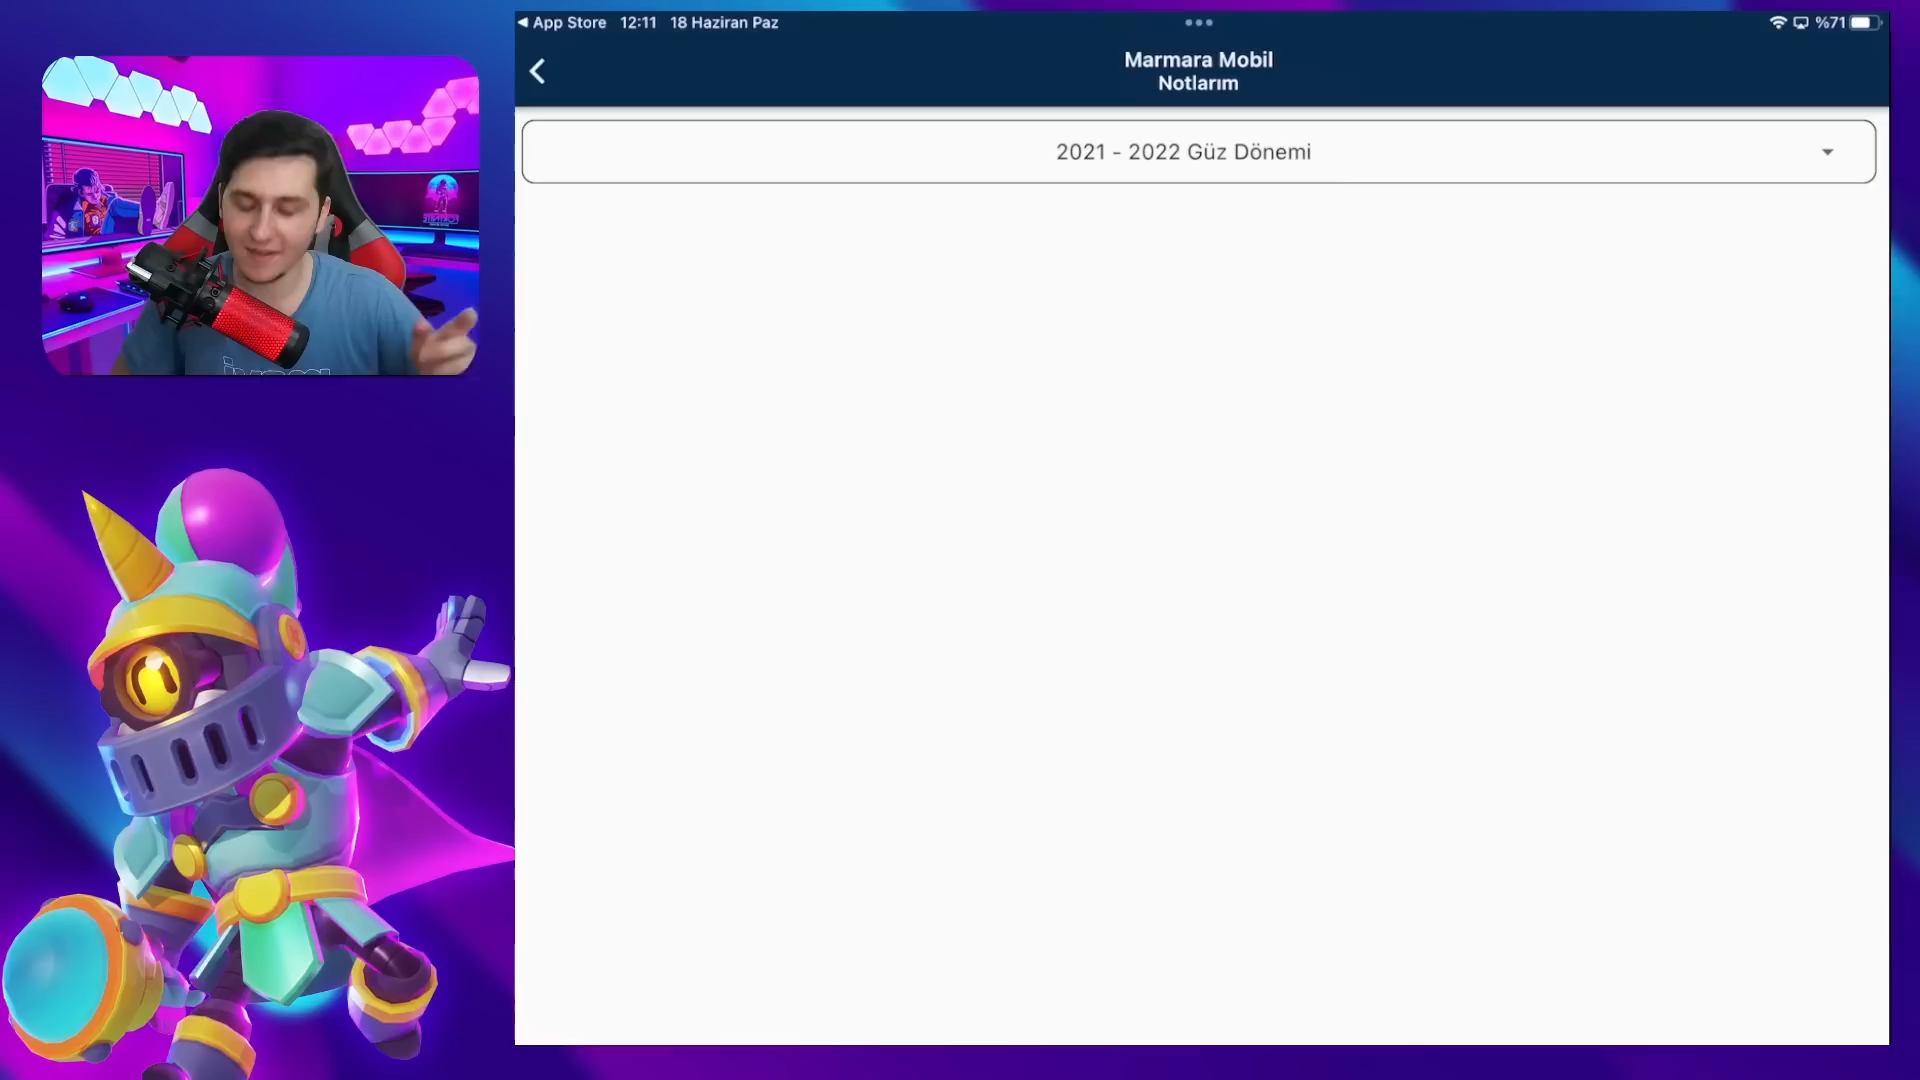 App Store 12:11 18 Haziran Paz
%71
Marmara Mobil
Notlarım
2021 - 2022 Güz Dönemi